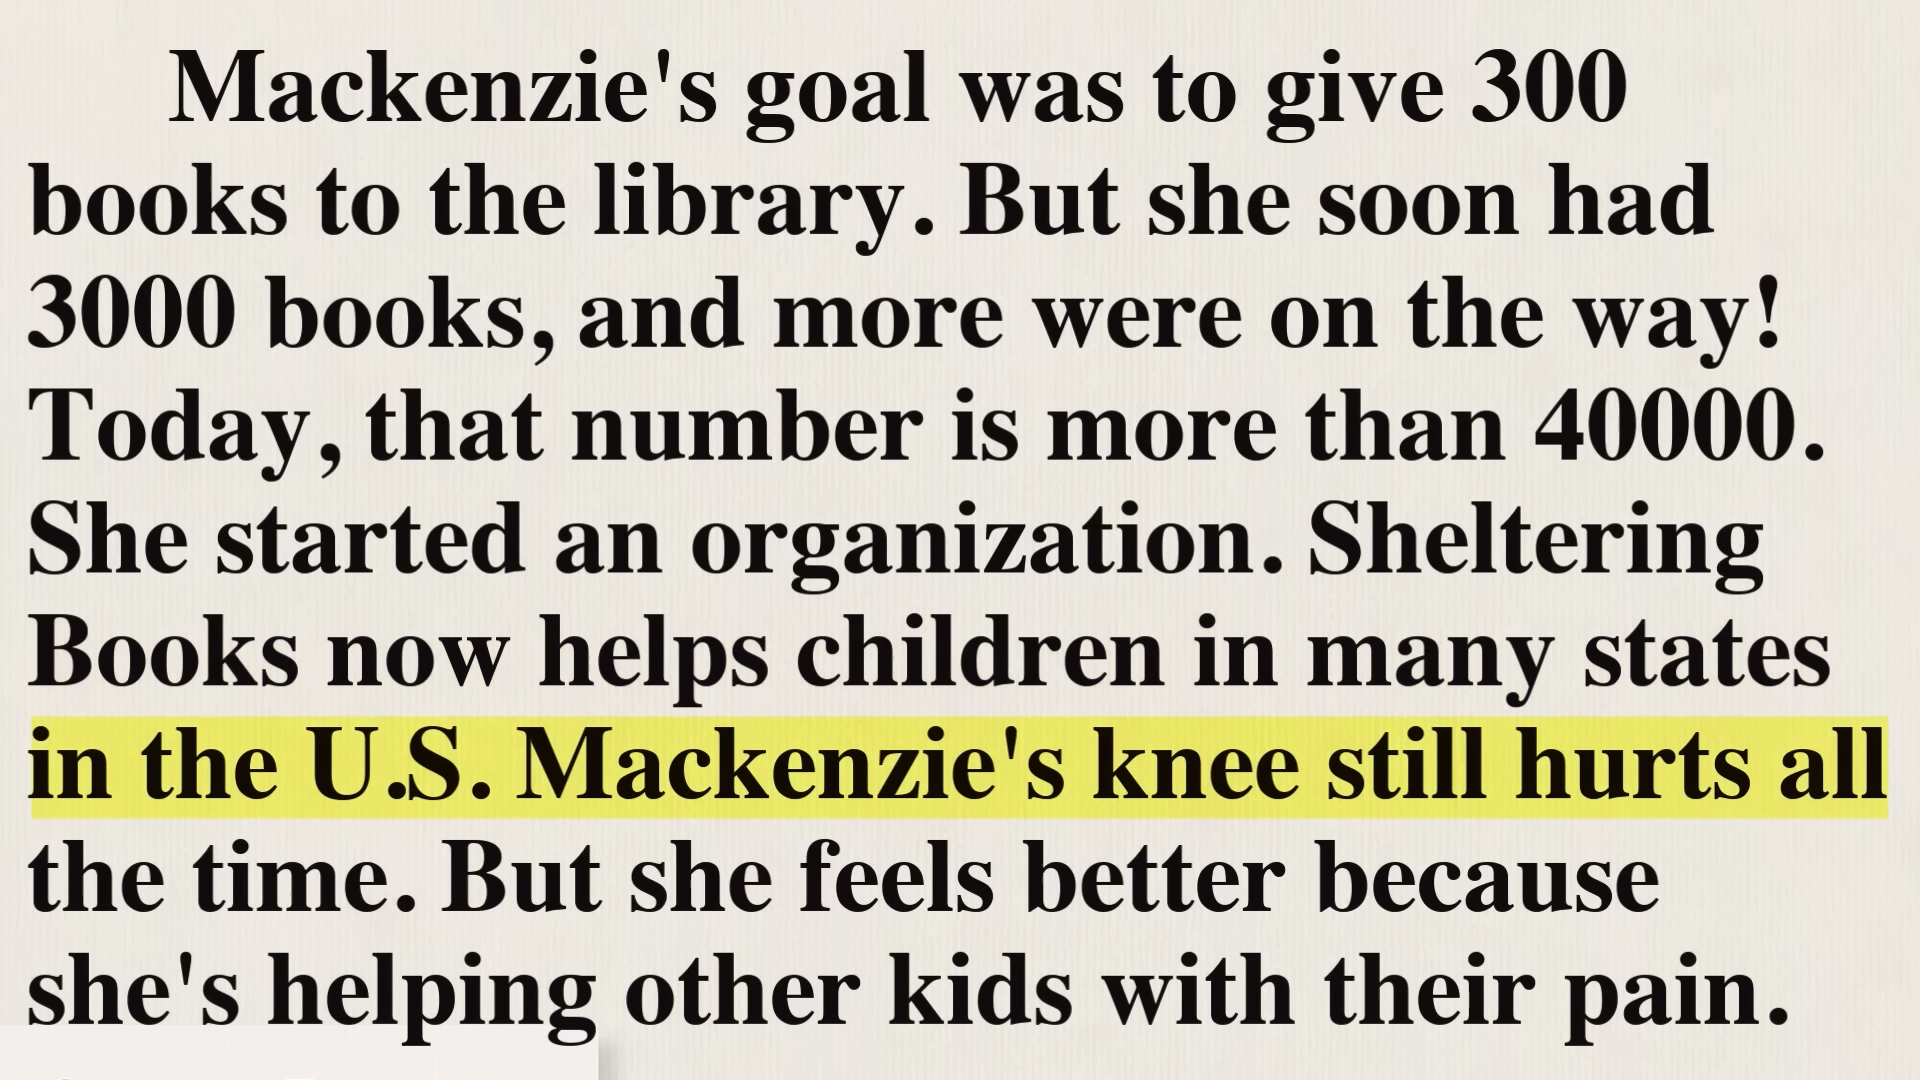 Mackenzie's goal was to give 300
books to the library. But she soon had
3000 books, and more were on the way!
Today, that number is more than 40000.
She started an organization. Sheltering
Books now helps children in many states
in the U.S. Mackenzie's knee still hurts all
the time. But she feels better because
she's helping other kids with their pain.